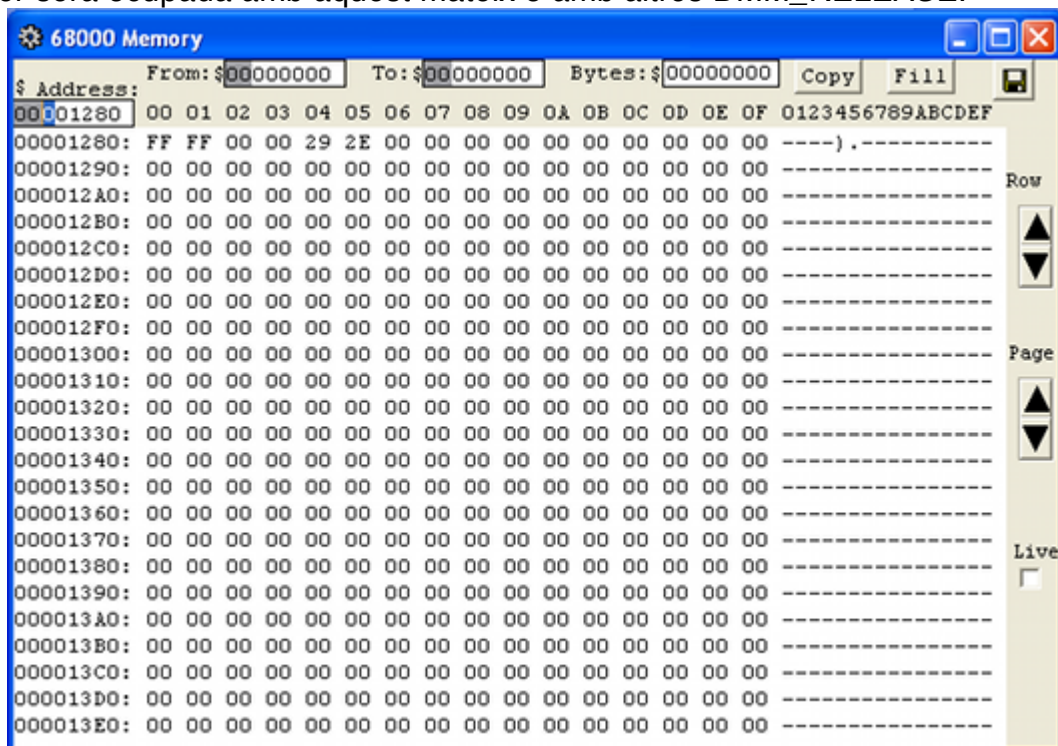 ser serà ocupada amb aquest mateix o amb altres DMM_RELEASE.
68000 Memory
From:$00000000 To:$00000000 Bytes:$00000000 Copy Fill
$ Address:
00001280 00 01 02 03 04 05 06 07 08 09 0A 0B 0C 0D 0E 0F 0123456789ABCDEF
00001280: FF FF 00 00 29 2E 00 00 00 00 00 00 00 00 00 00 ----).----------
00001290: 00 00 00 00 00 00 00 00 00 00 00 00 00 00 00 00 ----------------
Row
000012A0: 00 00 00 00 00 00 00 00 00 00 00 00 00 00 00 00 ----------------
000012B0: 00 00 00 00 00 00 00 00 00 00 00 00 00 00 00 00 ----------------
000012C0: 00 00 00 00 00 00 00 00 00 00 00 00 00 00 00 00 ----------------
000012D0: 00 00 00 00 00 00 00 00 00 00 00 00 00 00 00 00 ----------------
000012E0: 00 00 00 00 00 00 00 00 00 00 00 00 00 00 00 00 ----------------
000012F0: 00 00 00 00 00 00 00 00 00 00 00 00 00 00 00 00 ----------------
00001300: 00 00 00 00 00 00 00 00 00 00 00 00 00 00 00 00 ---------------- Page
00001310: 00 00 00 00 00 00 00 00 00 00 00 00 00 00 00 00 ----------------
00001320: 00 00 00 00 00 00 00 00 00 00 00 00 00 00 00 00 ----------------
00001330: 00 00 00 00 00 00 00 00 00 00 00 00 00 00 00 00 ----------------
00001340: 00 00 00 00 00 00 00 00 00 00 00 00 00 00 00 00 ----------------
00001350: 00 00 00 00 00 00 00 00 00 00 00 00 00 00 00 00 ----------------
00001360: 00 00 00 00 00 00 00 00 00 00 00 00 00 00 00 00 ----------------
00001370: 00 00 00 00 00 00 00 00 00 00 00 00 00 00 00 00 ----------------
Live
00001380: 00 00 00 00 00 00 00 00 00 00 00 00 00 00 00 00 ----------------
00001390: 00 00 00 00 00 00 00 00 00 00 00 00 00 00 00 00 ----------------
000013A0: 00 00 00 00 00 00 00 00 00 00 00 00 00 00 00 00 ----------------
000013B0: 00 00 00 00 00 00 00 00 00 00 00 00 00 00 00 00 ----------------
000013C0: 00 00 00 00 00 00 00 00 00 00 00 00 00 00 00 00 ----------------
000013D0: 00 00 00 00 00 00 00 00 00 00 00 00 00 00 00 00 ----------------
000013E0: 00 00 00 00 00 00 00 00 00 00 00 00 00 00 00 00 ----------------